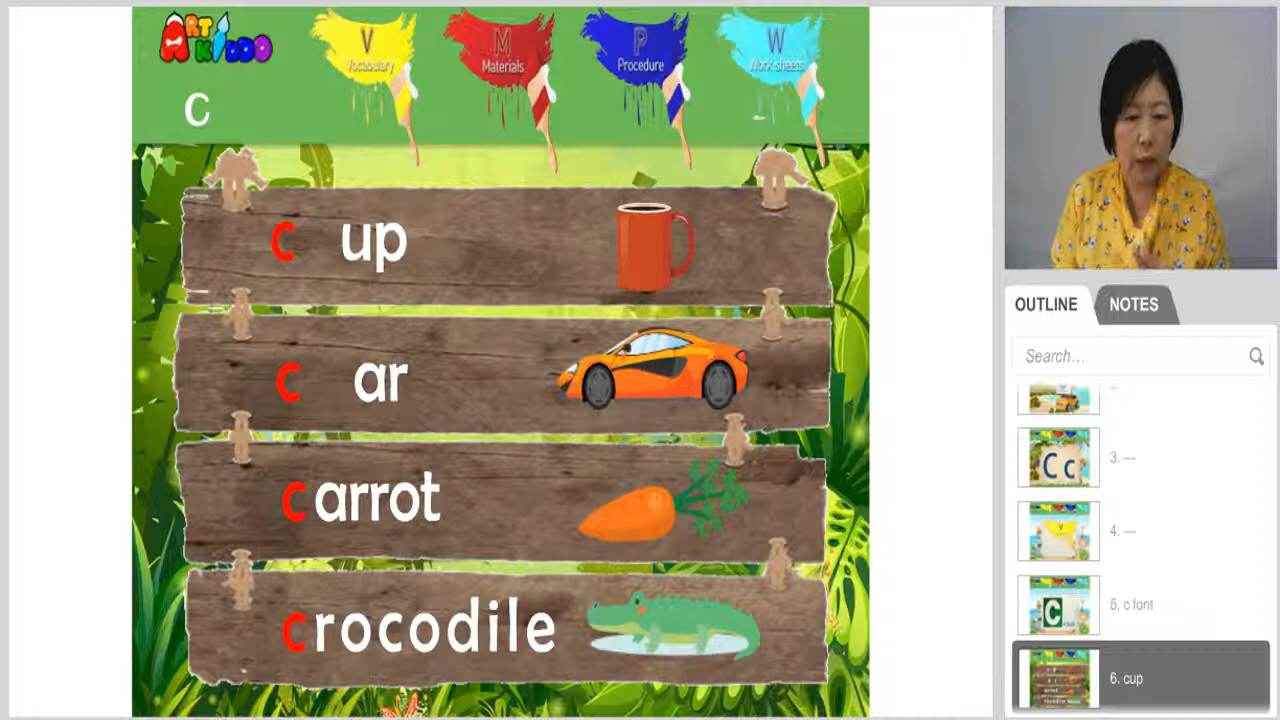 ART
KIDDO
V
Vocabulary
M
Materials
P
Procedure
W
Work sheets
C
c up
c ar
carrot
crocodile
OUTLINE
NOTES
Search...
C c
3. —
V
4. —
C
5. c font
6. cup